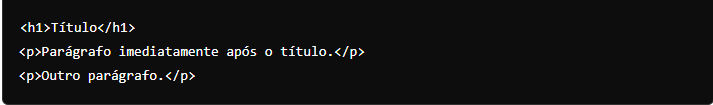 <h1>Título</h1>
<p>Parágrafo imediatamente após o título.</p>
<p>Outro parágrafo.</p>